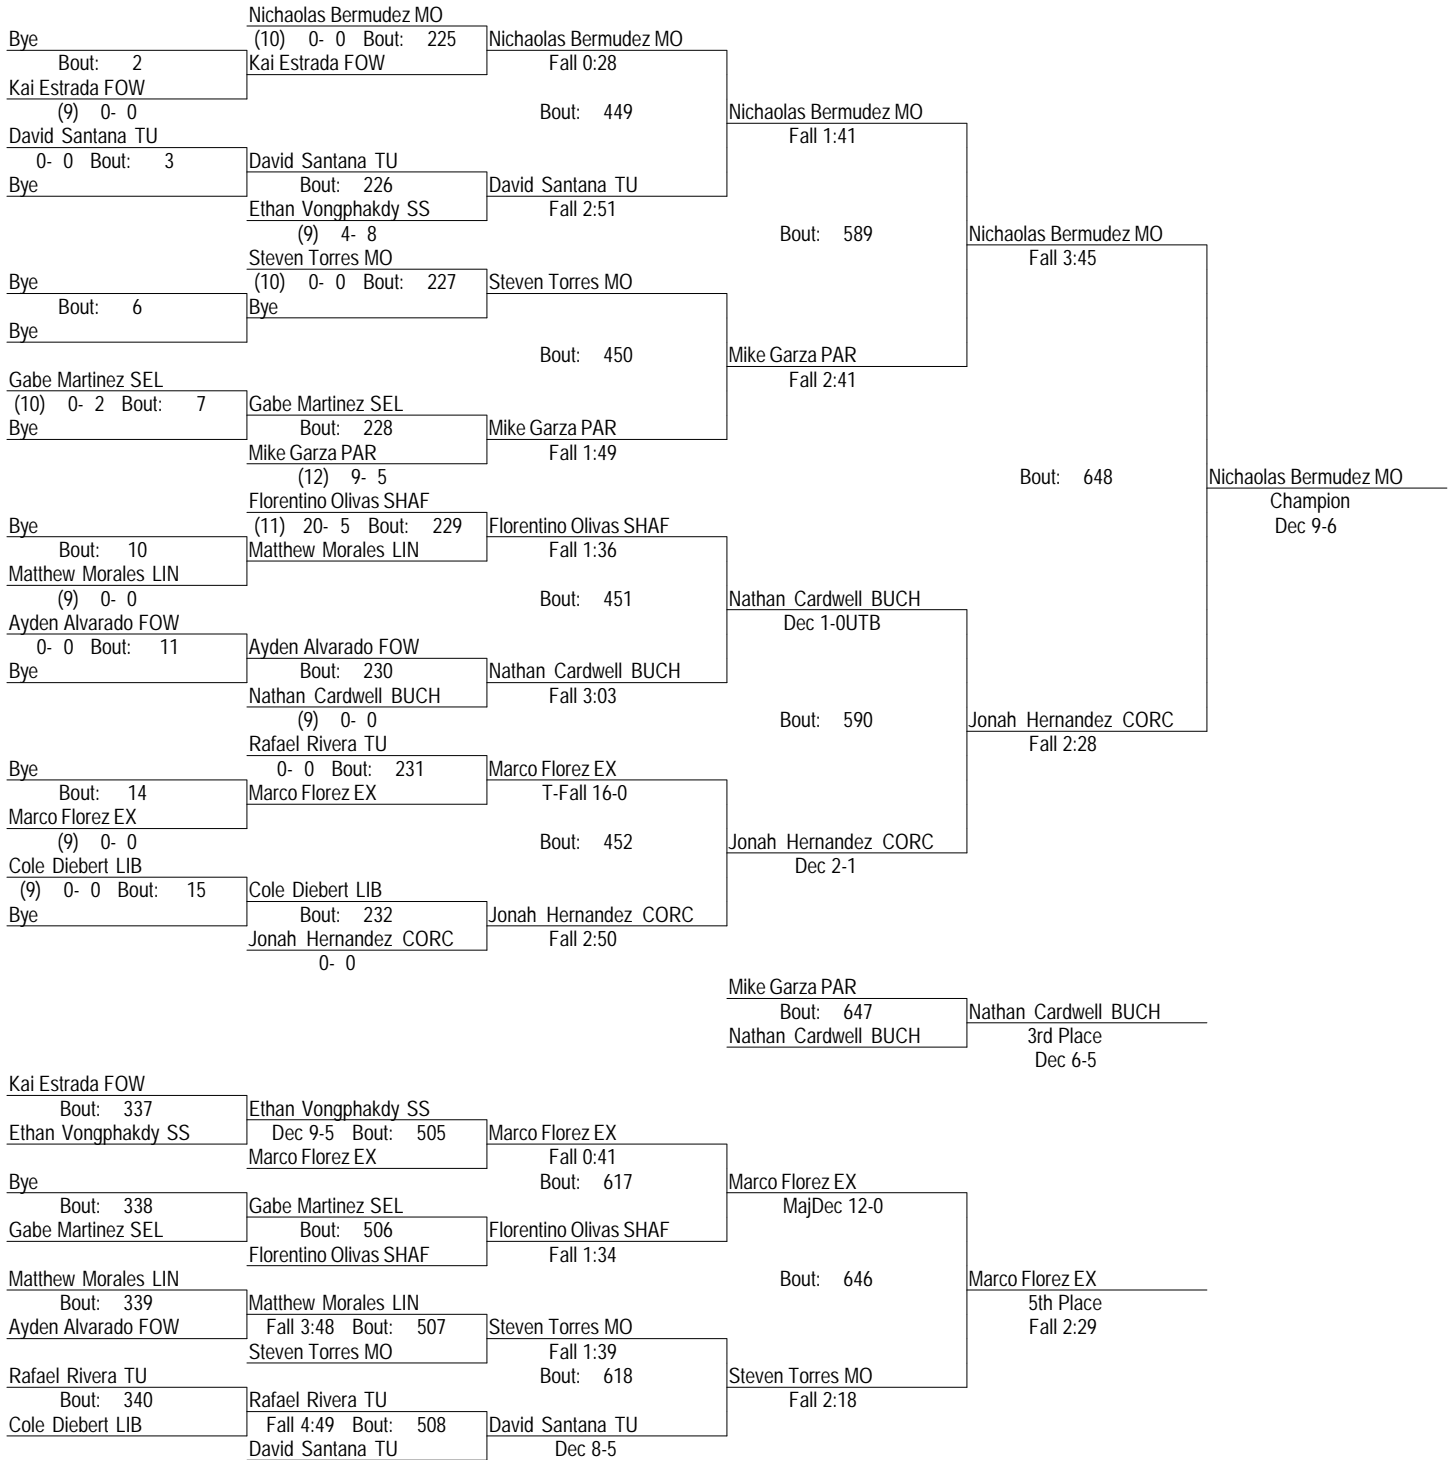 Nichaolas Bermudez MO
Bye (10) 0- 0 Bout: 225 Nichaolas Bermudez MO
Bout: 2 Kai Estrada FOW Fall 0:28
Kai Estrada FOW
(9) 0- 0 Bout: 449 Nichaolas Bermudez MO
David Santana TU Fall 1:41
0- 0 Bout: 3 David Santana TU
Bye Bout: 226 David Santana TU
Ethan Vongphakdy SS Fall 2:51
(9) 4- 8 Bout: 589 Nichaolas Bermudez MO
Steven Torres MO Fall 3:45
Bye (10) 0- 0 Bout: 227 Steven Torres MO
Bout: 6 Bye
Bye
Bout: 450 Mike Garza PAR
Gabe Martinez SEL Fall 2:41
(10) 0- 2 Bout: 7 Gabe Martinez SEL
Bye Bout: 228 Mike Garza PAR
Mike Garza PAR Fall 1:49
(12) 9- 5 Bout: 648 Nichaolas Bermudez MO
Florentino Olivas SHAF Champion
Bye (11) 20- 5 Bout: 229 Florentino Olivas SHAF Dec 9-6
Bout: 10 Matthew Morales LIN Fall 1:36
Matthew Morales LIN
(9) 0- 0 Bout: 451 Nathan Cardwell BUCH
Ayden Alvarado FOW Dec 1-0UTB
0- 0 Bout: 11 Ayden Alvarado FOW
Bye Bout: 230 Nathan Cardwell BUCH
Nathan Cardwell BUCH Fall 3:03
(9) 0- 0 Bout: 590 Jonah Hernandez CORC
Rafael Rivera TU Fall 2:28
Bye 0- 0 Bout: 231 Marco Florez EX
Bout: 14 Marco Florez EX T-Fall 16-0
Marco Florez EX
(9) 0- 0 Bout: 452 Jonah Hernandez CORC
Cole Diebert LIB Dec 2-1
(9) 0- 0 Bout: 15 Cole Diebert LIB
Bye Bout: 232 Jonah Hernandez CORC
Jonah Hernandez CORC Fall 2:50
0- 0
Mike Garza PAR
Bout: 647 Nathan Cardwell BUCH
Nathan Cardwell BUCH 3rd Place
Dec 6-5
Kai Estrada FOW
Bout: 337 Ethan Vongphakdy SS
Ethan Vongphakdy SS Dec 9-5 Bout: 505 Marco Florez EX
Marco Florez EX Fall 0:41
Bye Bout: 617 Marco Florez EX
Bout: 338 Gabe Martinez SEL MajDec 12-0
Gabe Martinez SEL Bout: 506 Florentino Olivas SHAF
Florentino Olivas SHAF Fall 1:34
Matthew Morales LIN Bout: 646 Marco Florez EX
Bout: 339 Matthew Morales LIN 5th Place
Ayden Alvarado FOW Fall 3:48 Bout: 507 Steven Torres MO Fall 2:29
Steven Torres MO Fall 1:39
Rafael Rivera TU Bout: 618 Steven Torres MO
Bout: 340 Rafael Rivera TU Fall 2:18
Cole Diebert LIB Fall 4:49 Bout: 508 David Santana TU
David Santana TU Dec 8-5